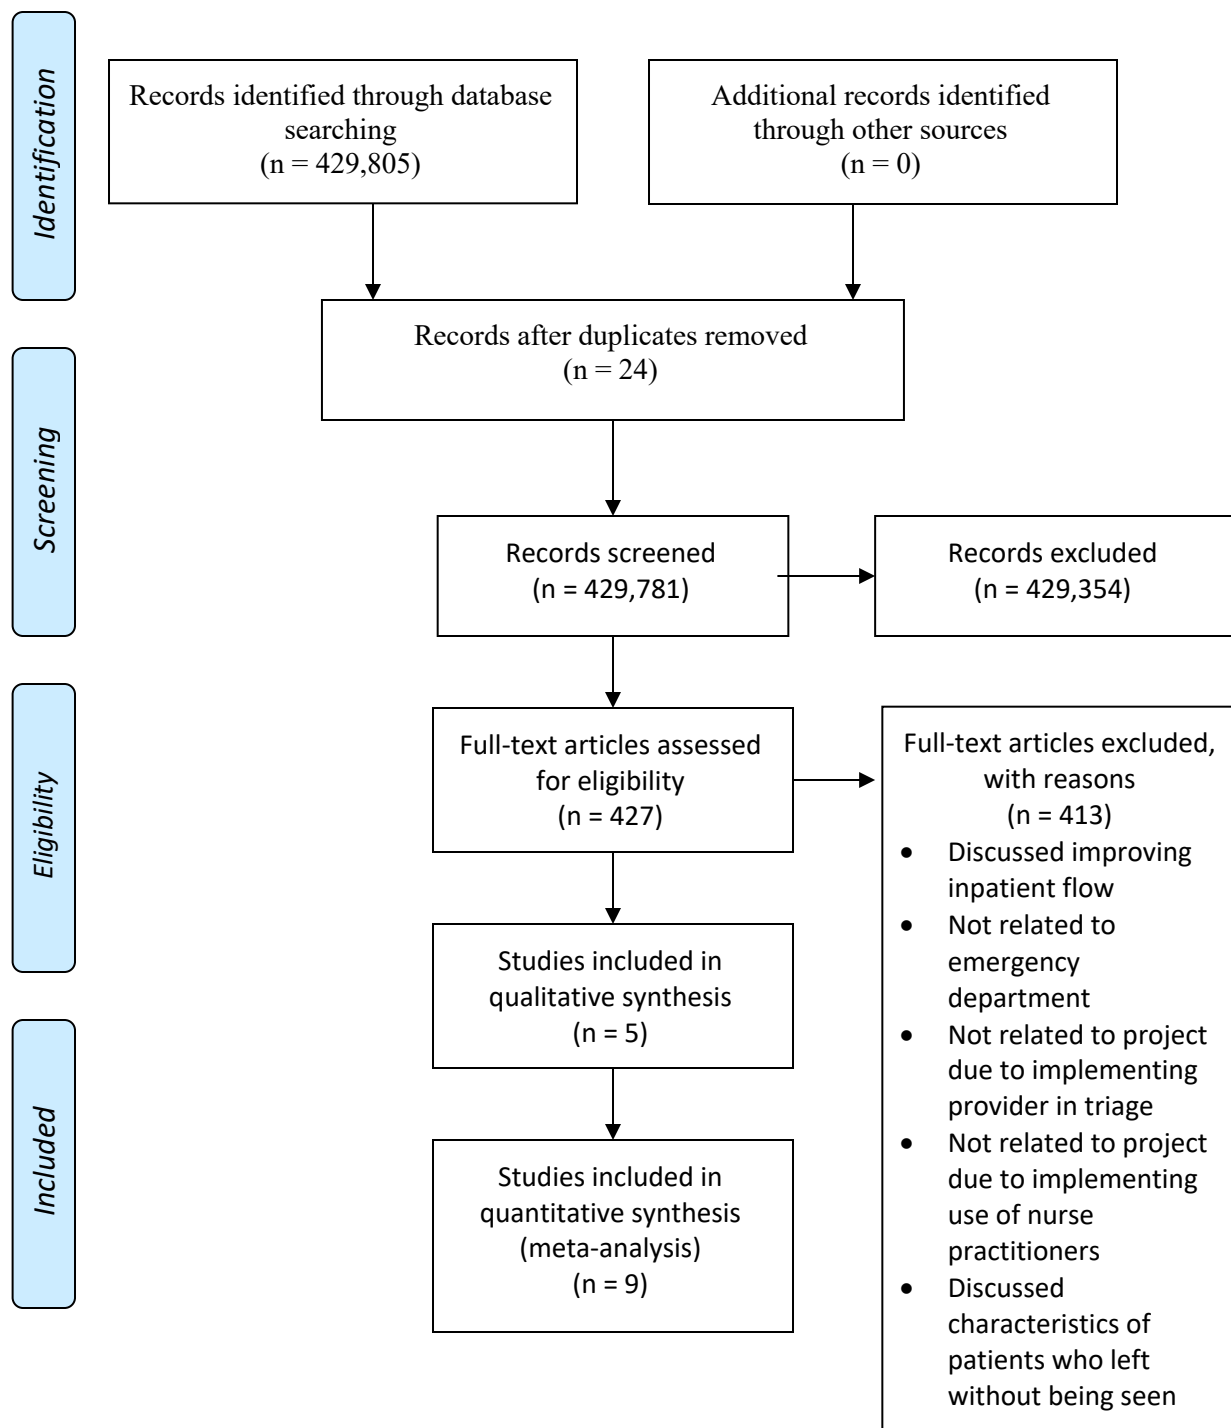 Identification
Records identified through database
searching
(n = 429,805)
Additional records identified
through other sources
(n = 0)
Records after duplicates removed
(n = 24)
Screening
Records screened
(n = 429,781)
Records excluded
(n = 429,354)
Eligibility
Full-text articles assessed
for eligibility
(n = 427)
Full-text articles excluded,
with reasons
(n = 413)
• Discussed improving
inpatient flow
• Not related to
emergency
department
• Not related to project
due to implementing
provider in triage
• Not related to project
due to implementing
use of nurse
practitioners
• Discussed
characteristics of
patients who left
without being seen
Studies included in
qualitative synthesis
(n = 5)
Included
Studies included in
quantitative synthesis
(meta-analysis)
(n = 9)